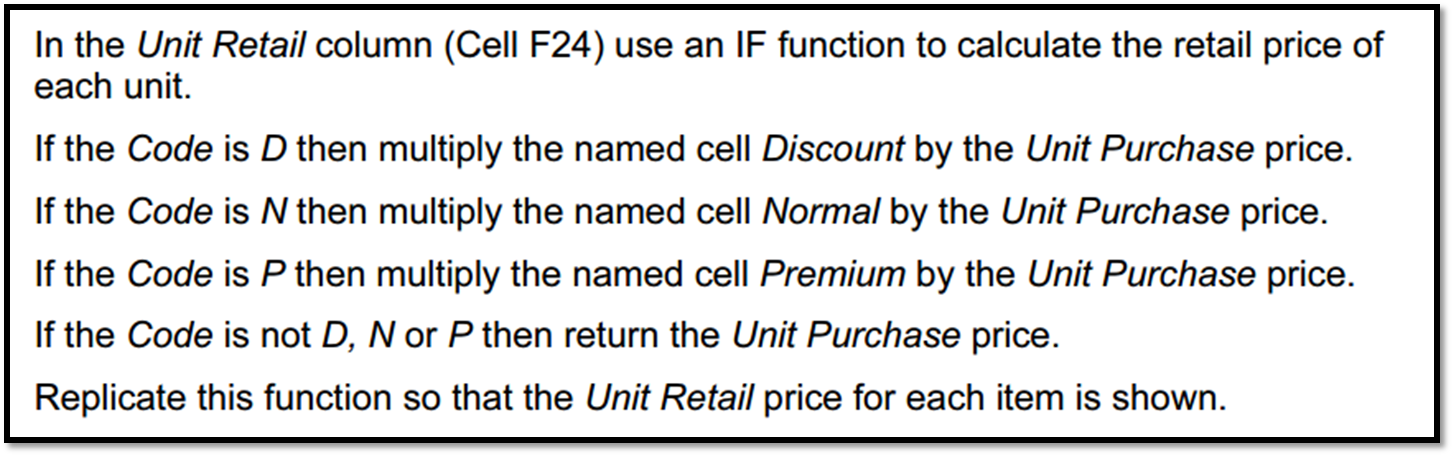 In the Unit Retail column (Cell F24) use an IF function to calculate the retail price of
each unit.
If the Code is D then multiply the named cell Discount by the Unit Purchase price.
If the Code is N then multiply the named cell Normal by the Unit Purchase price.
If the Code is P then multiply the named cell Premium by the Unit Purchase price.
If the Code is not D, N or P then return the Unit Purchase price.
Replicate this function so that the Unit Retail price for each item is shown.